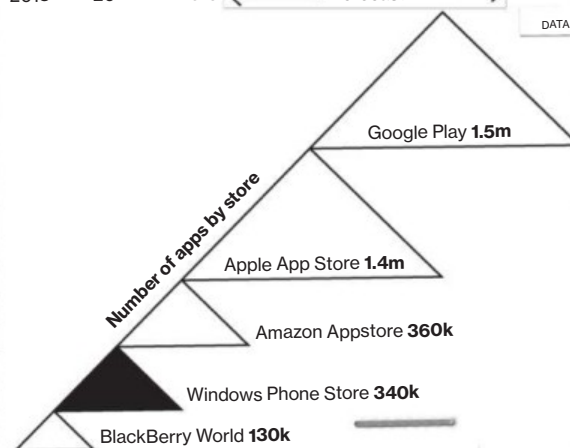 DATA
Google Play 1.5m
Number of apps by store
Apple App Store 1.4m
Amazon Appstore 360k
Windows Phone Store 340k
BlackBerry World 130k